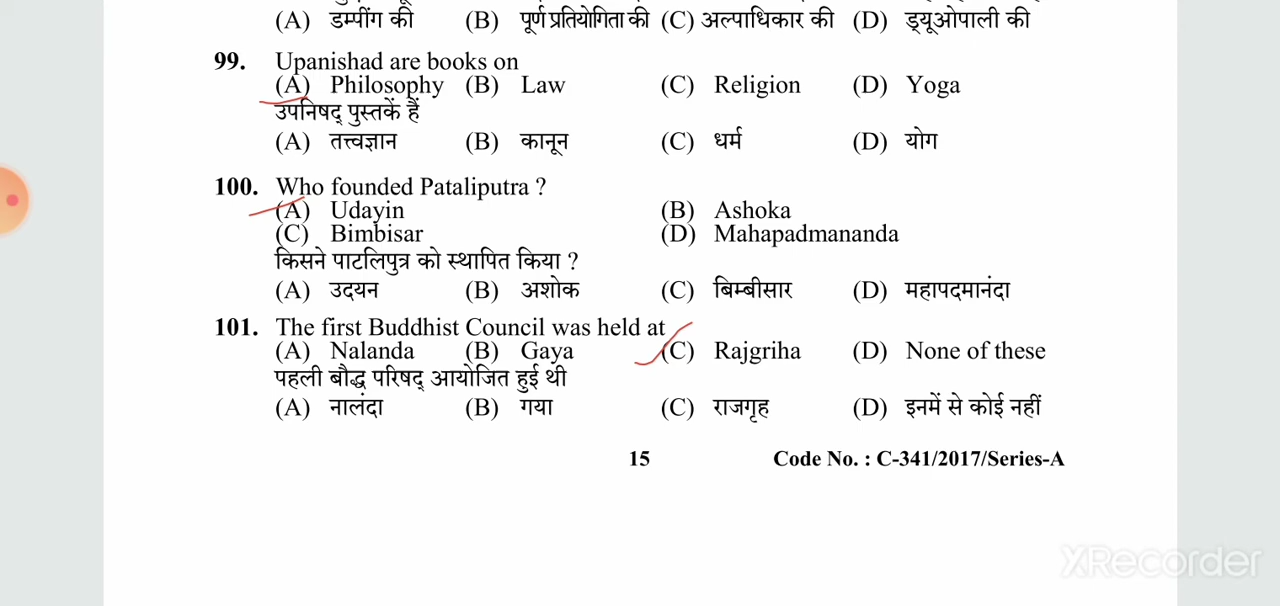 (A) डम्पींग की (B) पूर्ण प्रतियोगिता की (C) अल्पाधिकार की (D) ड्यूओपाली की
99. Upanishad are books on
(A) Philosophy (B) Law (C) Religion (D) Yoga
उपनिषद् पुस्तकें हैं
(A) तत्त्वज्ञान (B) कानून (C) धर्म (D) योग
100. Who founded Pataliputra ?
(A) Udayin (B) Ashoka
(C) Bimbisar (D) Mahapadmananda
किसने पाटलिपुत्र को स्थापित किया ?
(A) उदयन (B) अशोक (C) बिम्बीसार (D) महापदमानंदा
101. The first Buddhist Council was held at
(A) Nalanda (B) Gaya (C) Rajgriha (D) None of these
पहली बौद्ध परिषद् आयोजित हुई थी
(A) नालंदा (B) गया (C) राजगृह (D) इनमें से कोई नहीं
15 Code No. : C-341/2017/Series-A
XRecorder